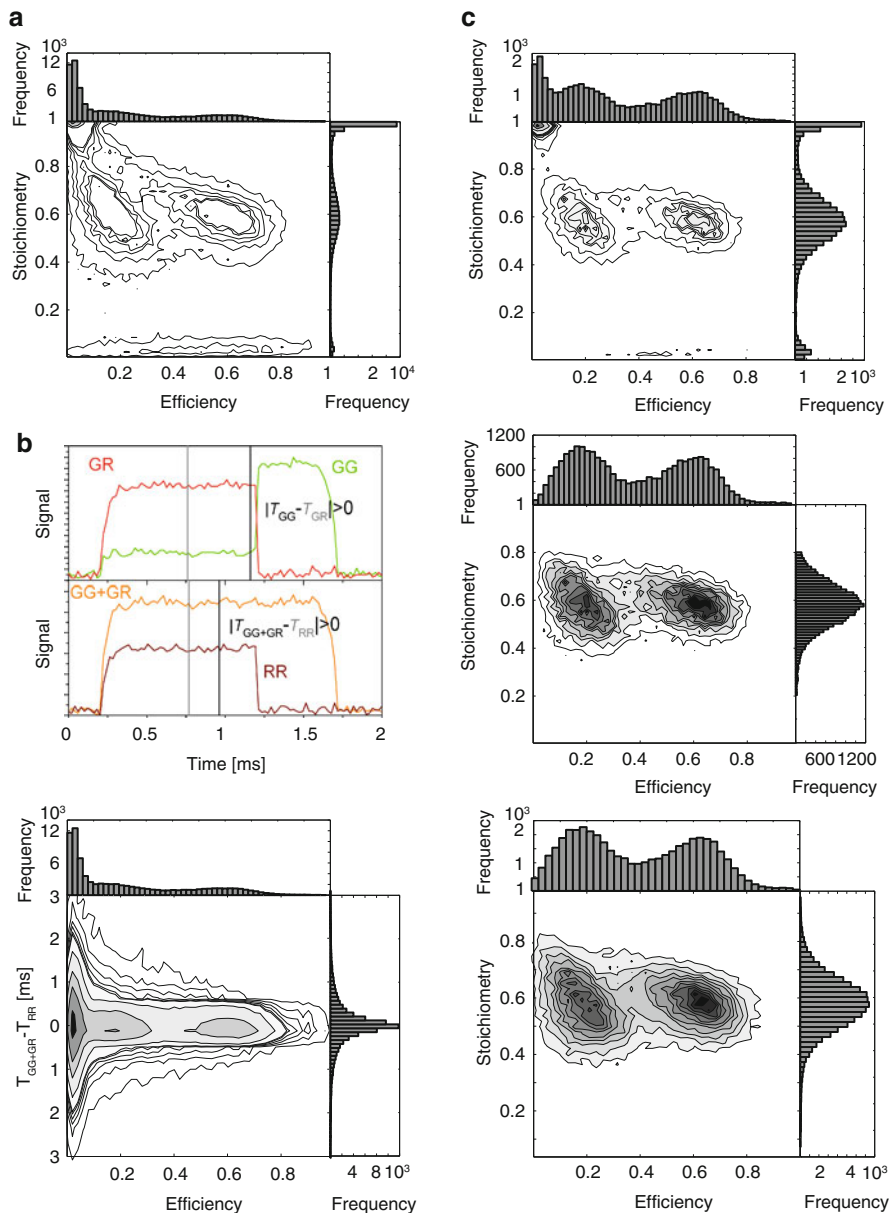 a
10³
12
6
1
Frequency
0.8
0.6
0.4
0.2
Stoichiometry
0.2 0.4 0.6 0.8
1 2 10⁴
Efficiency
Frequency
b
GR
GG
|T_GG-T_GR|>0
Signal
GG+GR
|T_GG+GR-T_RR|>0
RR
Signal
0 0.5 1 1.5 2
Time [ms]
10³
12
6
1
Frequency
3
2
1
0
1
2
3
T_GG+GR-T_RR [ms]
0.2 0.4 0.6 0.8
4 8 10³
Efficiency
Frequency
c
10³
2
1
1
Frequency
0.8
0.6
0.4
0.2
Stoichiometry
0.2 0.4 0.6 0.8
1 2 10³
Efficiency
Frequency
1200
600
1
Frequency
0.8
0.6
0.4
0.2
Stoichiometry
0.2 0.4 0.6 0.8
600 1200
Efficiency
Frequency
10³
2
1
1
Frequency
0.8
0.6
0.4
0.2
Stoichiometry
0.2 0.4 0.6 0.8
2 4 10³
Efficiency
Frequency